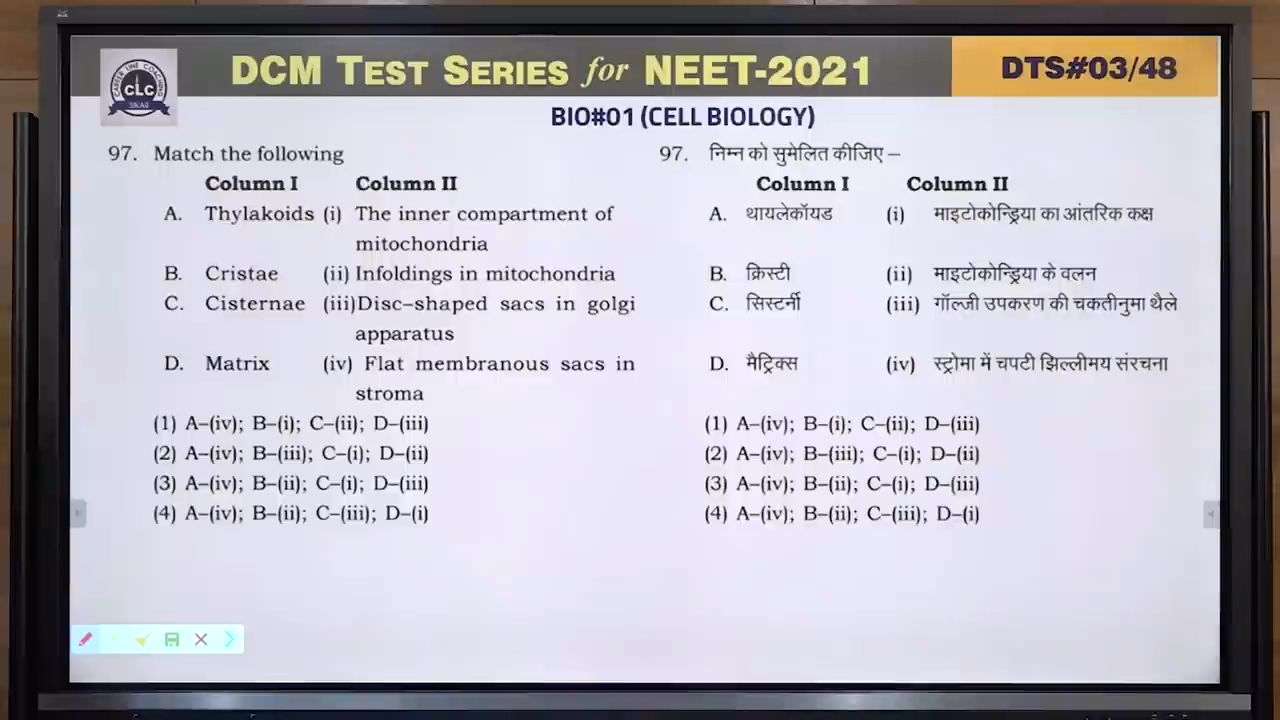 DCM TEST SERIES for NEET-2021
DTS#03/48
CAREER LINE COACHING
CLC
SIKAR
BIO#01 (CELL BIOLOGY)
97. Match the following
Column I Column II
A. Thylakoids (i) The inner compartment of
mitochondria
B. Cristae (ii) Infoldings in mitochondria
C. Cisternae (iii)Disc–shaped sacs in golgi
apparatus
D. Matrix (iv) Flat membranous sacs in
stroma
(1) A–(iv); B–(i); C–(ii); D–(iii)
(2) A–(iv); B–(iii); C–(i); D–(ii)
(3) A–(iv); B–(ii); C–(i); D–(iii)
(4) A–(iv); B–(ii); C–(iii); D–(i)
97. निम्न को सुमेलित कीजिए –
Column I Column II
A. थायलेकॉयड (i) माइटोकोन्ड्रिया का आंतरिक कक्ष
B. क्रिस्टी (ii) माइटोकोन्ड्रिया के वलन
C. सिस्टर्नी (iii) गॉल्जी उपकरण की चकतीनुमा थैले
D. मैट्रिक्स (iv) स्ट्रोमा में चपटी झिल्लीमय संरचना
(1) A–(iv); B–(i); C–(ii); D–(iii)
(2) A–(iv); B–(iii); C–(i); D–(ii)
(3) A–(iv); B–(ii); C–(i); D–(iii)
(4) A–(iv); B–(ii); C–(iii); D–(i)